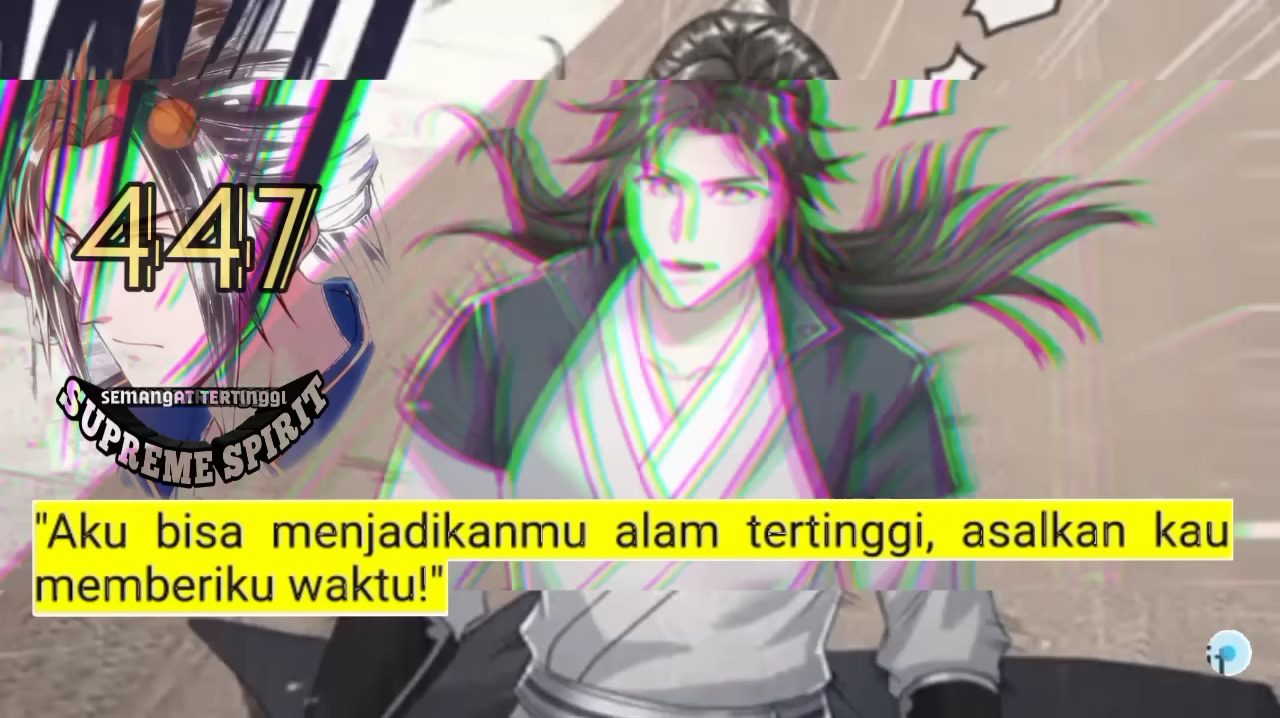 447
SEMANGAT TERTINGGI
SUPREME SPIRIT
"Aku bisa menjadikanmu alam tertinggi, asalkan kau
memberiku waktu!"